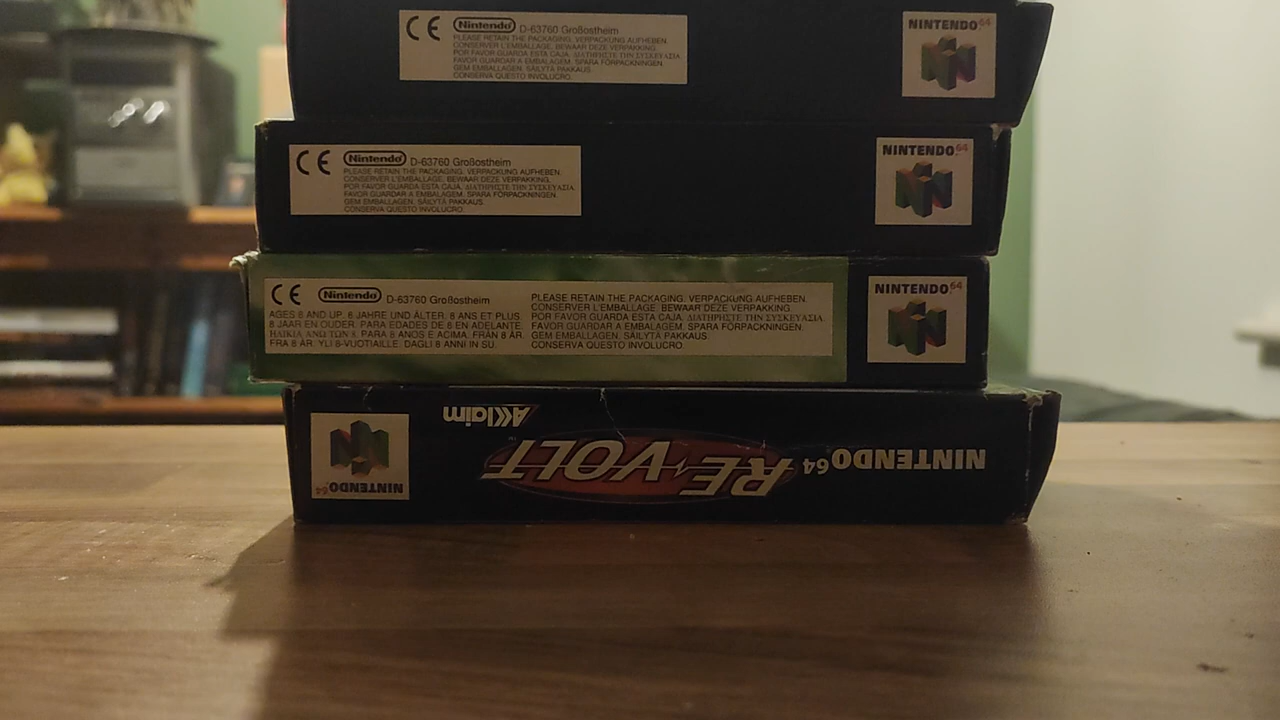 CE Nintendo D-63760 Großostheim
PLEASE RETAIN THE PACKAGING. VERPACKUNG AUFHEBEN.
CONSERVER L'EMBALLAGE. BEWAAR DEZE VERPAKKING.
POR FAVOR GUARDA ESTA CAJA. ΔΙΑΤΗΡΗΣΤΕ ΤΗΝ ΣΥΣΚΕΥΑΣΙΑ.
FAVOR GUARDAR A EMBALAGEM. SPARA FÖRPACKNINGEN.
GEM EMBALLAGEN. SÄILYTÄ PAKKAUS.
CONSERVA QUESTO INVOLUCRO.
NINTENDO 64
CE Nintendo D-63760 Großostheim
PLEASE RETAIN THE PACKAGING. VERPACKUNG AUFHEBEN.
CONSERVER L'EMBALLAGE. BEWAAR DEZE VERPAKKING.
POR FAVOR GUARDA ESTA CAJA. ΔΙΑΤΗΡΗΣΤΕ ΤΗΝ ΣΥΣΚΕΥΑΣΙΑ.
FAVOR GUARDAR A EMBALAGEM. SPARA FÖRPACKNINGEN.
GEM EMBALLAGEN. SÄILYTÄ PAKKAUS.
CONSERVA QUESTO INVOLUCRO.
NINTENDO 64
CE Nintendo D-63760 Großostheim
AGES 8 AND UP. 8 JAHRE UND ÄLTER. 8 ANS ET PLUS.
8 JAAR EN OUDER. PARA EDADES DE 8 EN ADELANTE.
ΗΛΙΚΙΑ ΑΝΩ ΤΩΝ 8. PARA 8 ANOS E ACIMA. FRÅN 8 ÅR.
FRA 8 ÅR. YLI 8-VUOTIAILLE. DAGLI 8 ANNI IN SU.
PLEASE RETAIN THE PACKAGING. VERPACKUNG AUFHEBEN.
CONSERVER L'EMBALLAGE. BEWAAR DEZE VERPAKKING.
POR FAVOR GUARDA ESTA CAJA. ΔΙΑΤΗΡΗΣΤΕ ΤΗΝ ΣΥΣΚΕΥΑΣΙΑ.
FAVOR GUARDAR A EMBALAGEM. SPARA FÖRPACKNINGEN.
GEM EMBALLAGEN. SÄILYTÄ PAKKAUS.
CONSERVA QUESTO INVOLUCRO.
NINTENDO 64
NINTENDO 64
RE-VOLT ™
AKKlaim
NINTENDO 64